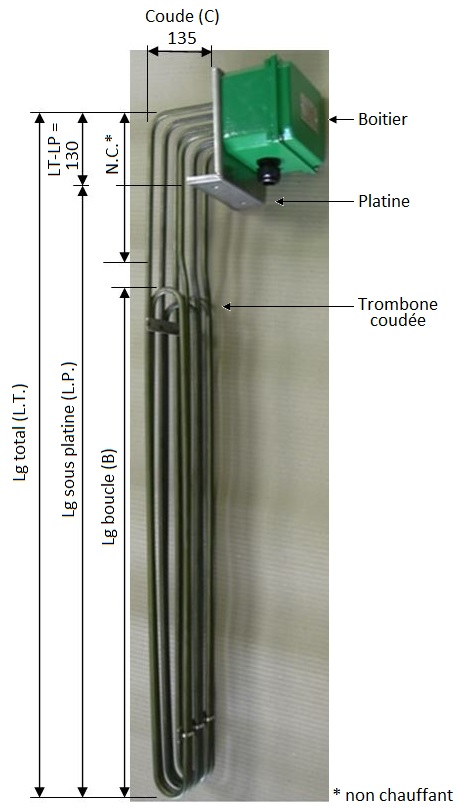 Coude (C)
135
LT-LP =
130
N.C.*
Boitier
Platine
Trombone
coudée
Lg total (L.T.)
Lg sous platine (L.P.)
Lg boucle (B)
* non chauffant